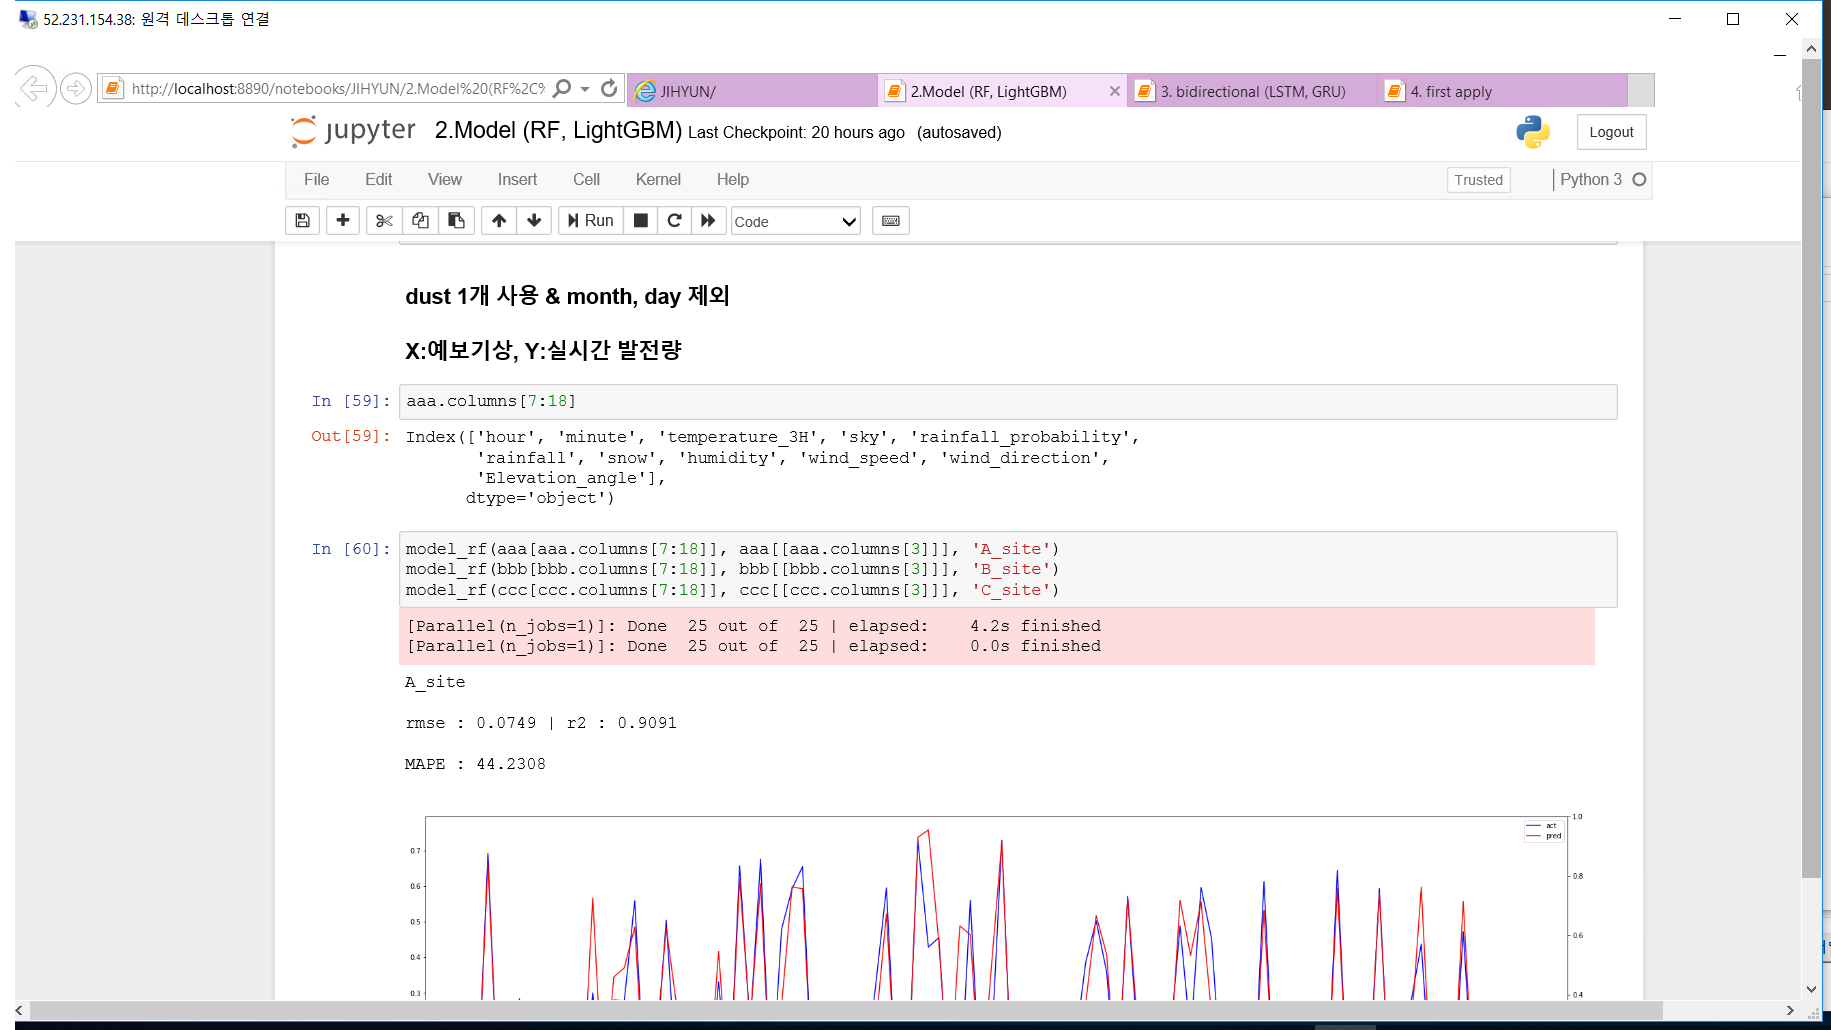 52.231.154.38: 원격 데스크톱 연결
http://localhost:8890/notebooks/JIHYUN/2.Model%20(RF%2C%
JIHYUN/
2.Model (RF, LightGBM)
3. bidirectional (LSTM, GRU)
4. first apply
jupyter 2.Model (RF, LightGBM) Last Checkpoint: 20 hours ago (autosaved)
Logout
File Edit View Insert Cell Kernel Help
Trusted
Python 3
Run
Code
dust 1개 사용 & month, day 제외
X:예보기상, Y:실시간 발전량
In [59]: aaa.columns[7:18]
Out[59]: Index(['hour', 'minute', 'temperature_3H', 'sky', 'rainfall_probability',
'rainfall', 'snow', 'humidity', 'wind_speed', 'wind_direction',
'Elevation_angle'],
dtype='object')
In [60]: model_rf(aaa[aaa.columns[7:18]], aaa[[aaa.columns[3]]], 'A_site')
model_rf(bbb[bbb.columns[7:18]], bbb[[bbb.columns[3]]], 'B_site')
model_rf(ccc[ccc.columns[7:18]], ccc[[ccc.columns[3]]], 'C_site')
[Parallel(n_jobs=1)]: Done 25 out of 25 | elapsed: 4.2s finished
[Parallel(n_jobs=1)]: Done 25 out of 25 | elapsed: 0.0s finished
A_site
rmse : 0.0749 | r2 : 0.9091
MAPE : 44.2308
act
pred
0.7
0.6
0.5
0.4
0.3
1.0
0.8
0.6
0.4